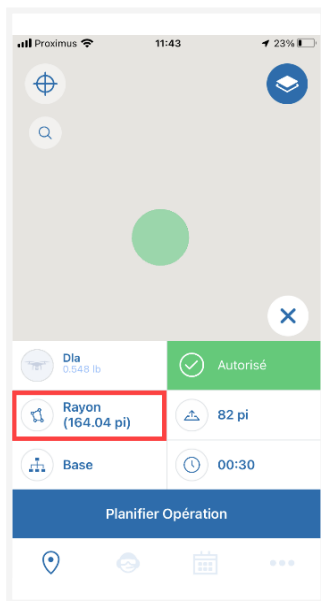 Proximus 11:43 23%
Dla
0.548 lb
Autorisé
Rayon
(164.04 pi)
82 pi
Base
00:30
Planifier Opération